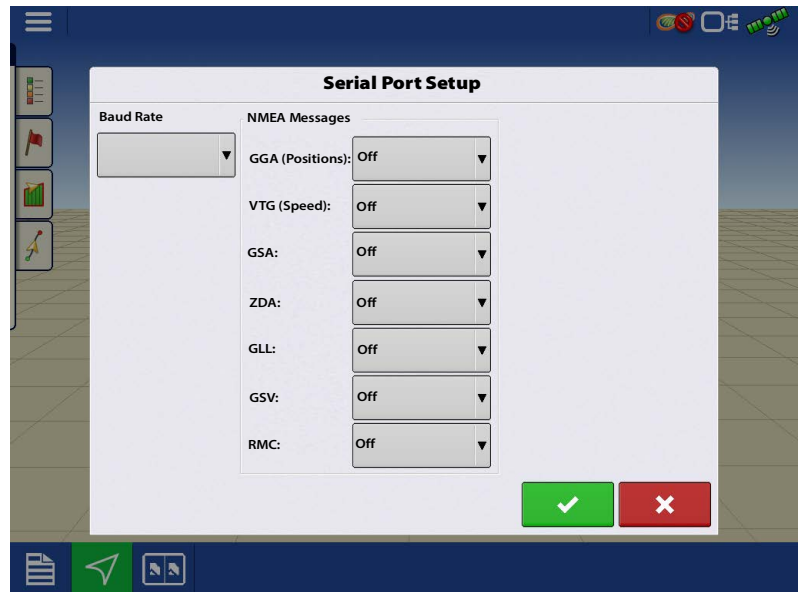 Serial Port Setup
Baud Rate
NMEA Messages
GGA (Positions): Off
VTG (Speed): Off
GSA: Off
ZDA: Off
GLL: Off
GSV: Off
RMC: Off